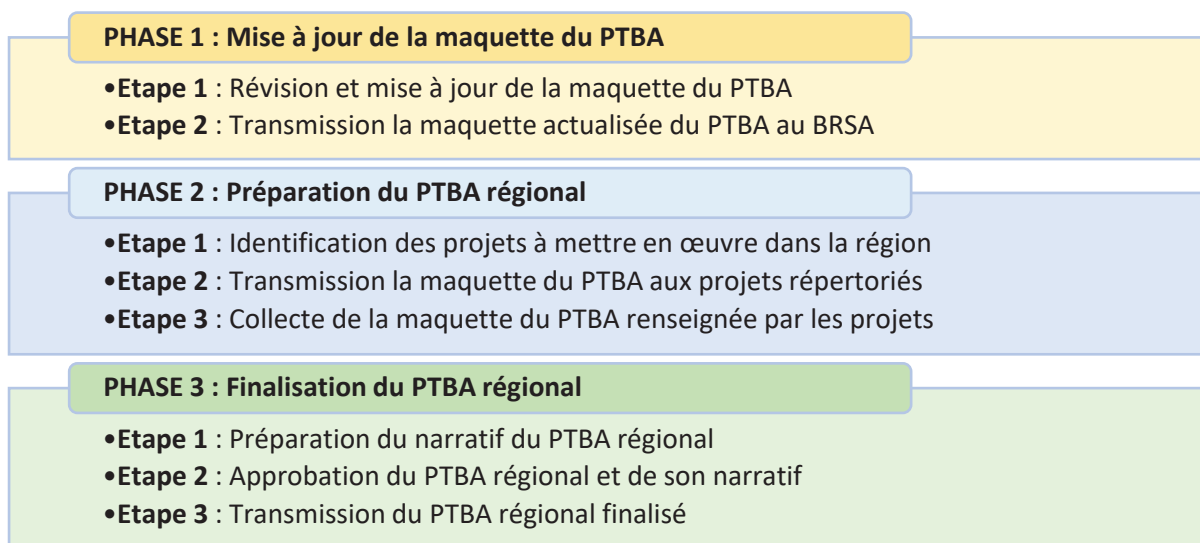 PHASE 1 : Mise à jour de la maquette du PTBA
•Etape 1 : Révision et mise à jour de la maquette du PTBA
•Etape 2 : Transmission la maquette actualisée du PTBA au BRSA
PHASE 2 : Préparation du PTBA régional
•Etape 1 : Identification des projets à mettre en œuvre dans la région
•Etape 2 : Transmission la maquette du PTBA aux projets répertoriés
•Etape 3 : Collecte de la maquette du PTBA renseignée par les projets
PHASE 3 : Finalisation du PTBA régional
•Etape 1 : Préparation du narratif du PTBA régional
•Etape 2 : Approbation du PTBA régional et de son narratif
•Etape 3 : Transmission du PTBA régional finalisé